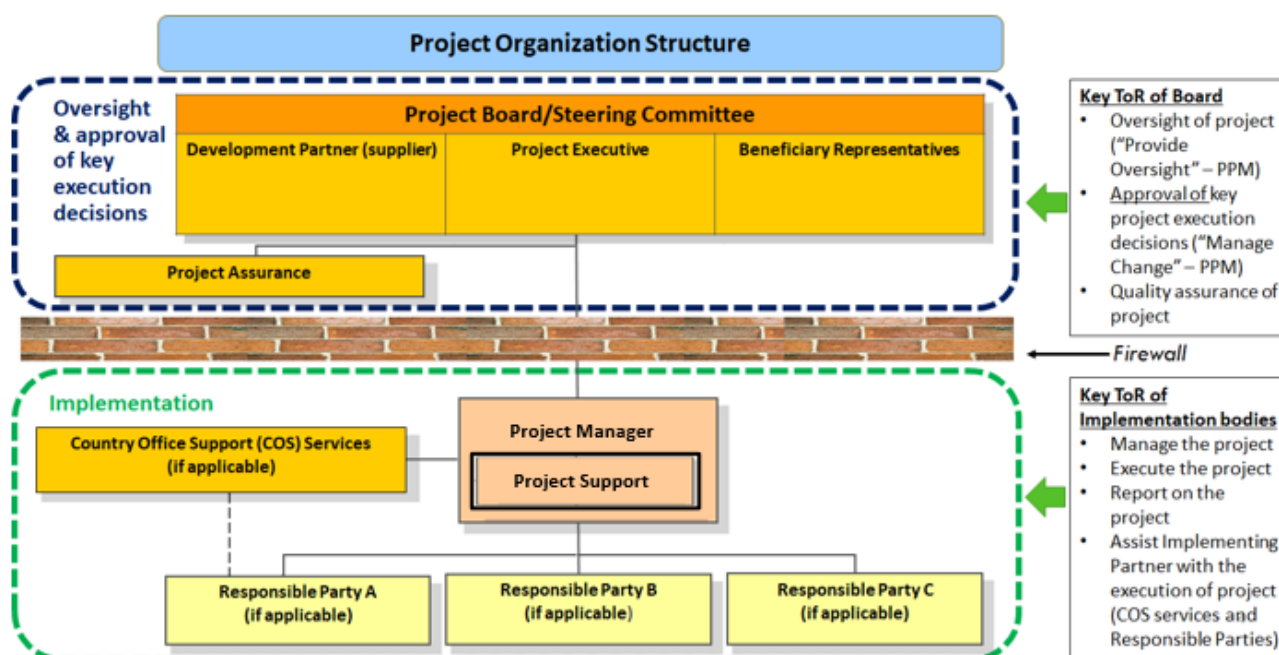 Project Organization Structure
Oversight
& approval
of key
execution
decisions
Project Board/Steering Committee
Development Partner (supplier)
Project Executive
Beneficiary Representatives
Project Assurance
Key ToR of Board
• Oversight of project
("Provide
Oversight" – PPM)
• Approval of key
project execution
decisions ("Manage
Change" – PPM)
• Quality assurance of
project
Firewall
Implementation
Country Office Support (COS) Services
(if applicable)
Project Manager
Project Support
Responsible Party A
(if applicable)
Responsible Party B
(if applicable)
Responsible Party C
(if applicable)
Key ToR of
Implementation bodies
• Manage the project
• Execute the project
• Report on the
project
• Assist Implementing
Partner with the
execution of project
(COS services and
Responsible Parties)